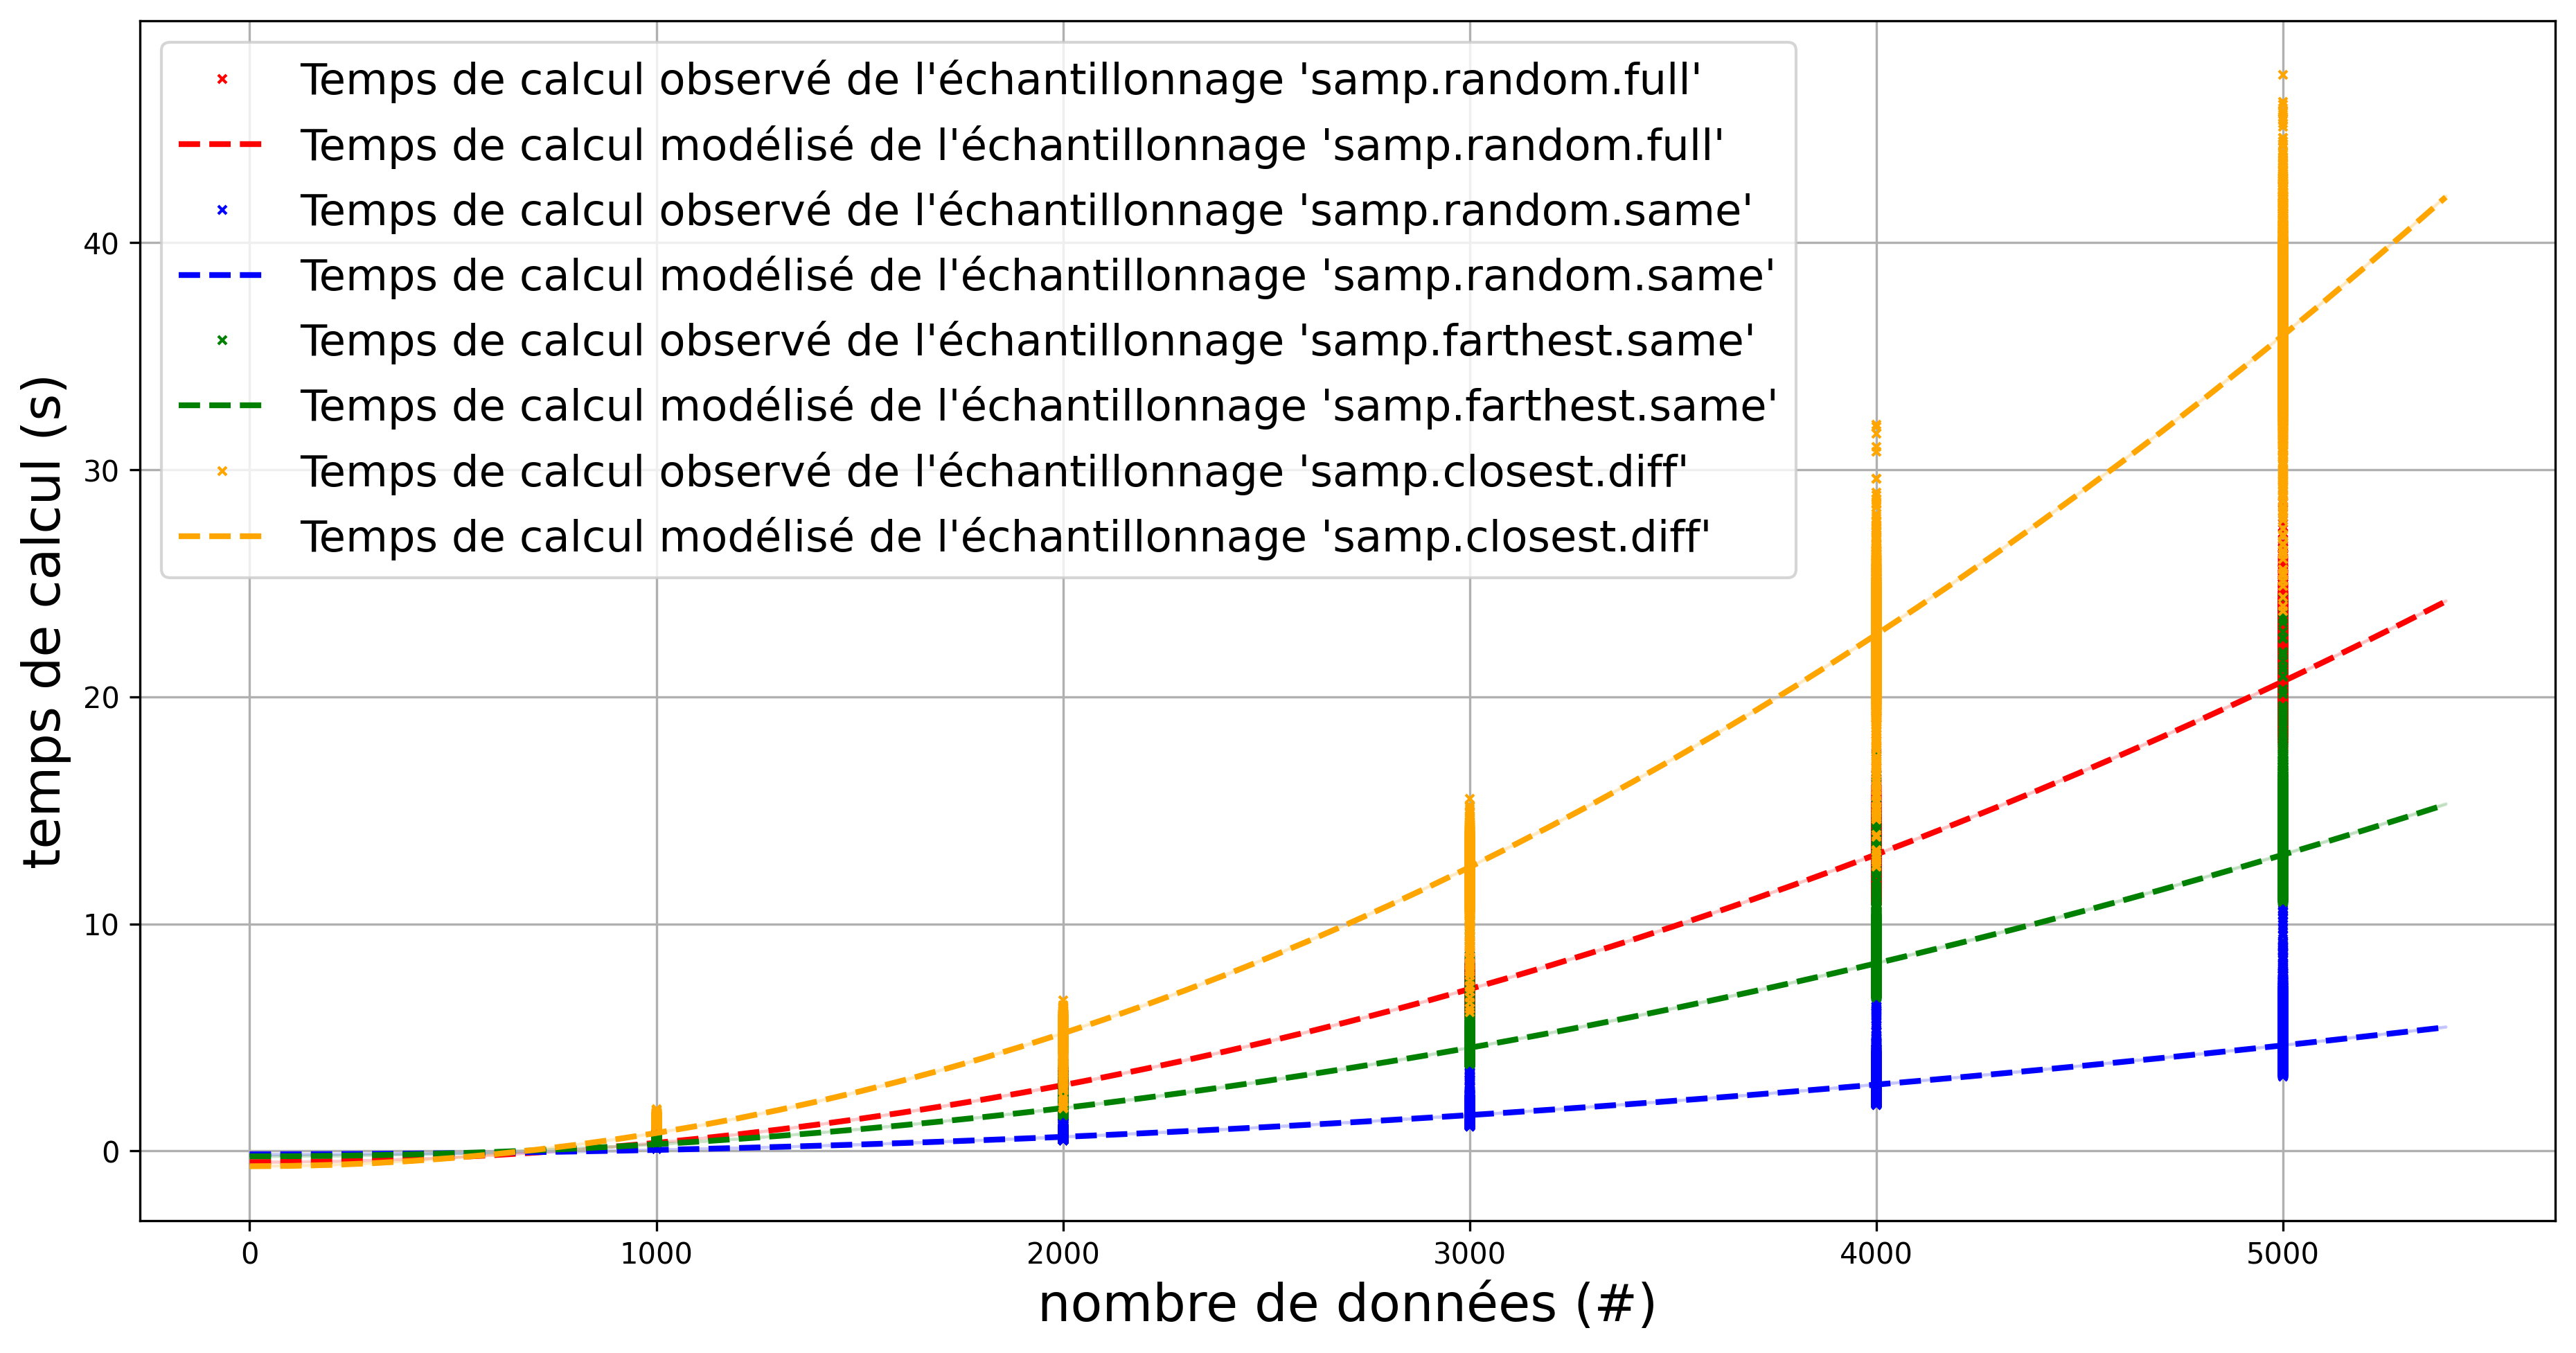 Temps de calcul observé de l'échantillonnage 'samp.random.full'
Temps de calcul modélisé de l'échantillonnage 'samp.random.full'
Temps de calcul observé de l'échantillonnage 'samp.random.same'
Temps de calcul modélisé de l'échantillonnage 'samp.random.same'
Temps de calcul observé de l'échantillonnage 'samp.farthest.same'
Temps de calcul modélisé de l'échantillonnage 'samp.farthest.same'
Temps de calcul observé de l'échantillonnage 'samp.closest.diff'
Temps de calcul modélisé de l'échantillonnage 'samp.closest.diff'
temps de calcul (s)
40
30
20
10
0
0 1000 2000 3000 4000 5000
nombre de données (#)